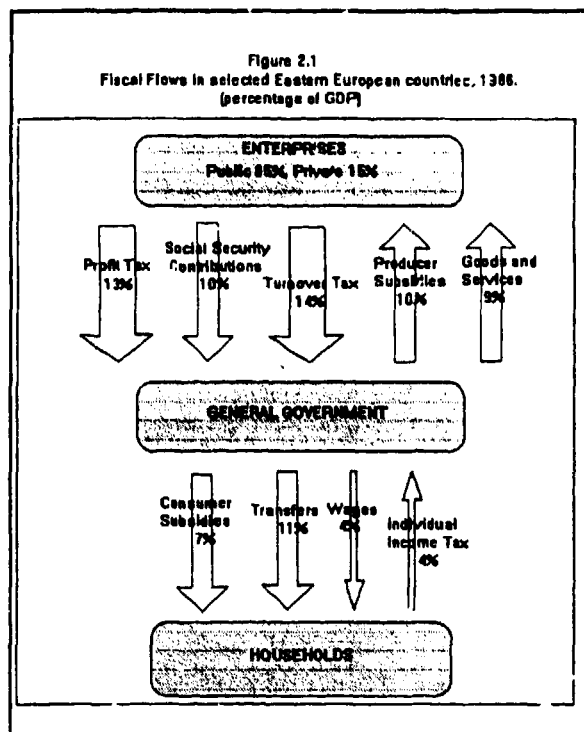 Figure 2.1
Fiscal Flows in selected Eastern European countries, 1986.
(percentage of GDP)
ENTERPRISES
Public 85%, Private 15%
Profit Tax
13%
Social Security
Contributions
10%
Turnover Tax
14%
Producer
Subsidies
10%
Goods and
Services
9%
GENERAL GOVERNMENT
Consumer
Subsidies
7%
Transfers
11%
Wages
4%
Individual
Income Tax
4%
HOUSEHOLDS